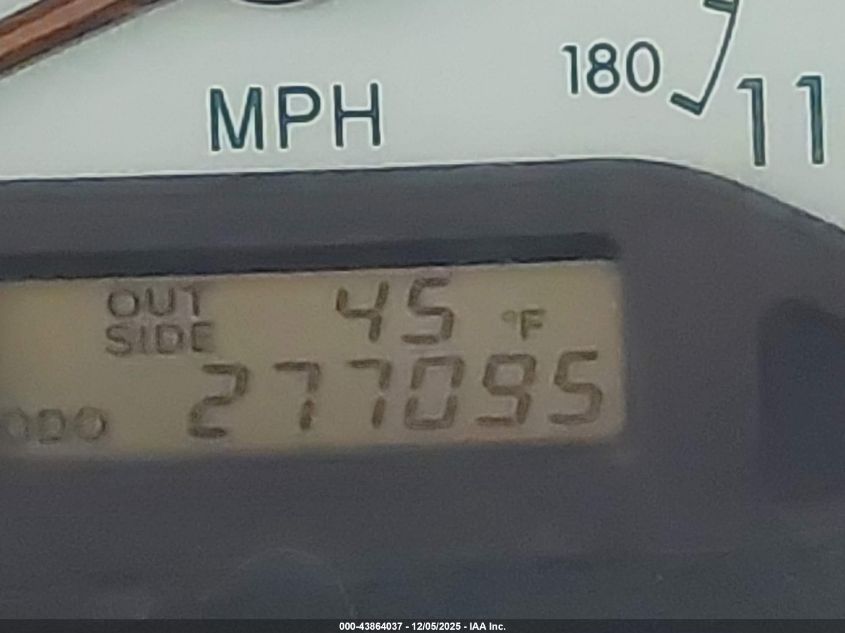 180
MPH
11
OUT 45 °F
SIDE
ODO 277095
000-43864037 - 12/05/2025 - IAA Inc.